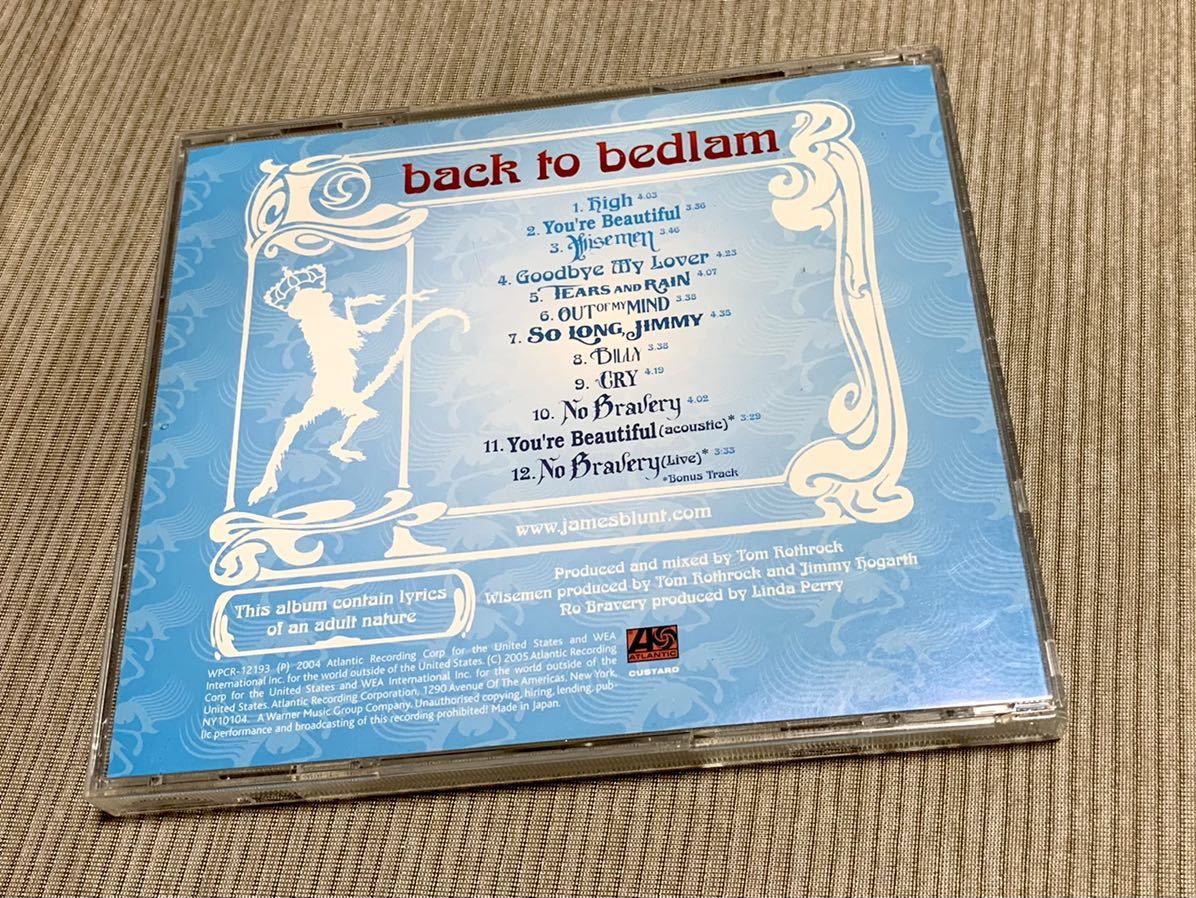 back to bedlam
1. High 4.03
2. You're Beautiful 3.36
3. Wisemen 3.46
4. Goodbye My Lover 4.23
5. TEARS AND RAIN 4.07
6. OUT OF MY MIND 3.38
7. SO LONG, JIMMY 4.35
8. BILLY 3.38
9. CRY 4.19
10. No Bravery 4.02
11. You're Beautiful (acoustic)* 3:29
12. No Bravery (Live)* 3:33
*Bonus Track
www.jamesblunt.com
Produced and mixed by Tom Rothrock
Wisemen produced by Tom Rothrock and Jimmy Hogarth
No Bravery produced by Linda Perry
This album contain lyrics
of an adult nature
WPCR-12193 (P) 2004 Atlantic Recording Corp for the United States and WEA
International Inc. for the world outside of the United States. (C) 2005 Atlantic Recording
Corp for the United States and WEA International Inc. for the world outside of the
United States. Atlantic Recording Corporation, 1290 Avenue Of The Americas, New York,
NY10104. A Warner Music Group Company. Unauthorised copying, hiring, lending, pub-
lic performance and broadcasting of this recording prohibited! Made in Japan.
ATLANTIC
CUSTARD